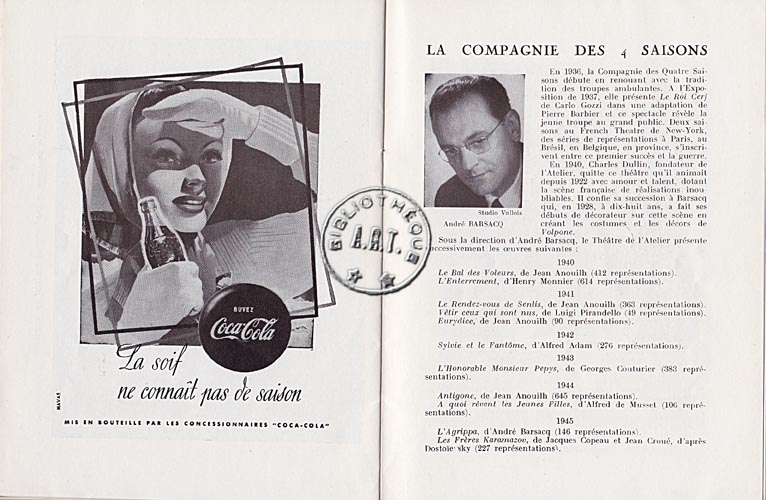 BUVEZ
Coca-Cola
La soif
ne connaît pas de saison
HAVAS
MIS EN BOUTEILLE PAR LES CONCESSIONNAIRES "COCA-COLA"
BIBLIOTHÈQUE
A.R.T.
LA COMPAGNIE DES 4 SAISONS
En 1936, la Compagnie des Quatre Sai-
sons débute en renouant avec la tradi-
tion des troupes ambulantes. A l'Expo-
sition de 1937, elle présente Le Roi Cerf
de Carlo Gozzi dans une adaptation de
Pierre Barbier et ce spectacle révèle la
jeune troupe au grand public. Deux sai-
sons au French Theatre de New-York,
des séries de représentations à Paris, au
Brésil, en Belgique, en province, s'inscri-
vent entre ce premier succès et la guerre.
En 1940, Charles Dullin, fondateur de
l'Atelier, quitte ce théâtre qu'il animait
depuis 1922 avec amour et talent, dotant
la scène française de réalisations inou-
bliables. Il confie sa succession à Barsacq
qui, en 1928, à dix-huit ans, a fait ses
débuts de décorateur sur cette scène en
créant les costumes et les décors de
Volpone.
Studio Vallois
André BARSACQ
Sous la direction d'André Barsacq, le Théâtre de l'Atelier présente
successivement les œuvres suivantes :
1940
Le Bal des Voleurs, de Jean Anouilh (412 représentations).
L'Enterrement, d'Henry Monnier (614 représentations).
1941
Le Rendez-vous de Senlis, de Jean Anouilh (363 représentations).
Vêtir ceux qui sont nus, de Luigi Pirandello (49 représentations).
Eurydice, de Jean Anouilh (90 représentations).
1942
Sylvie et le Fantôme, d'Alfred Adam (276 représentations).
1943
L'Honorable Monsieur Pepys, de Georges Couturier (383 repré-
sentations).
1944
Antigone, de Jean Anouilh (645 représentations).
A quoi rêvent les Jeunes Filles, d'Alfred de Musset (106 repré-
sentations).
1945
L'Agrippa, d'André Barsacq (146 représentations).
Les Frères Karamazov, de Jacques Copeau et Jean Croué, d'après
Dostoïevsky (227 représentations).